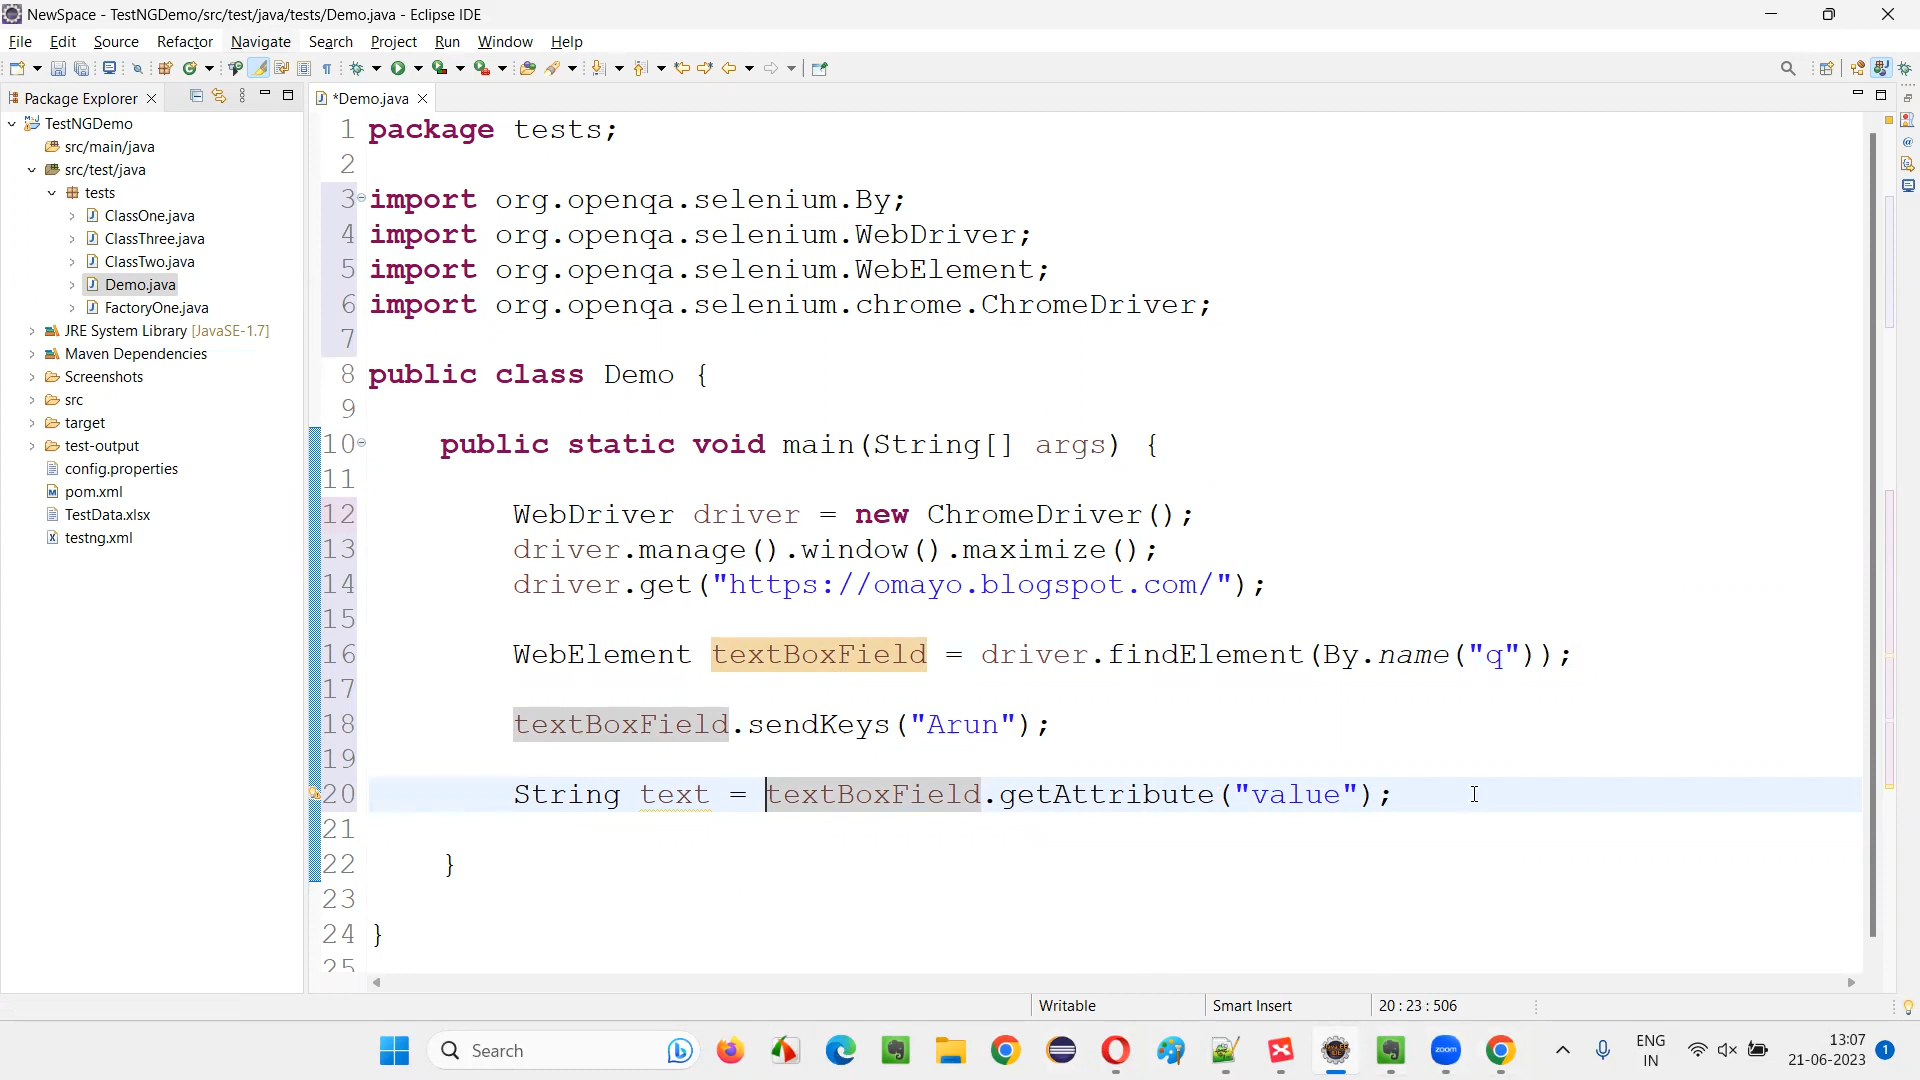 NewSpace - TestNGDemo/src/test/java/tests/Demo.java - Eclipse IDE
File Edit Source Refactor Navigate Search Project Run Window Help
Package Explorer
*Demo.java
TestNGDemo
src/main/java
src/test/java
tests
ClassOne.java
ClassThree.java
ClassTwo.java
Demo.java
FactoryOne.java
JRE System Library [JavaSE-1.7]
Maven Dependencies
Screenshots
src
target
test-output
config.properties
pom.xml
TestData.xlsx
testng.xml
1 package tests;
2
3 import org.openqa.selenium.By;
4 import org.openqa.selenium.WebDriver;
5 import org.openqa.selenium.WebElement;
6 import org.openqa.selenium.chrome.ChromeDriver;
7
8 public class Demo {
9
10 public static void main(String[] args) {
11
12 WebDriver driver = new ChromeDriver();
13 driver.manage().window().maximize();
14 driver.get("https://omayo.blogspot.com/");
15
16 WebElement textBoxField = driver.findElement(By.name("q"));
17
18 textBoxField.sendKeys("Arun");
19
20 String text = textBoxField.getAttribute("value");
21
22 }
23
24 }
25
Writable Smart Insert 20 : 23 : 506
Search
zoom
ENG
IN
13:07
21-06-2023
1